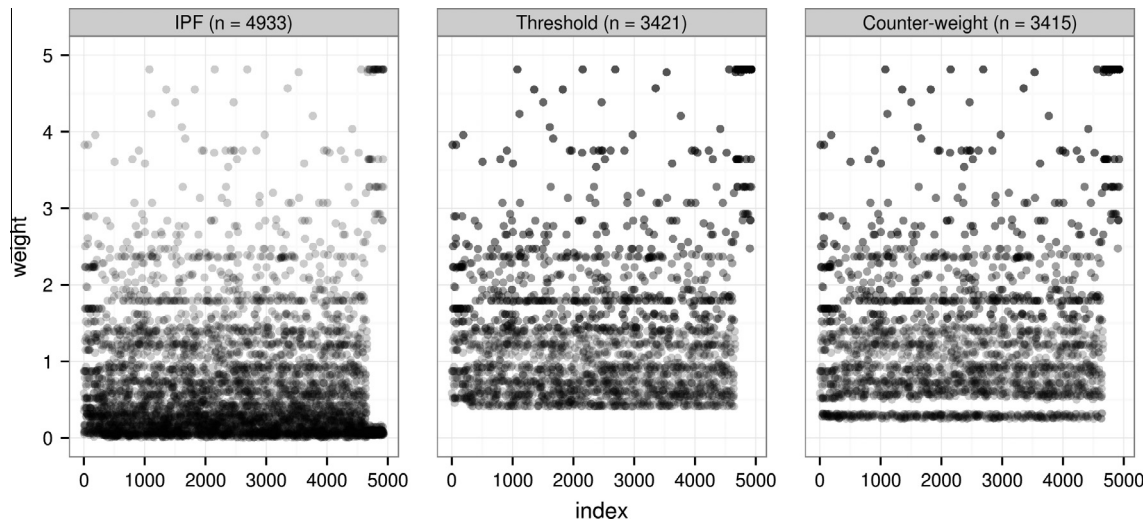 IPF (n = 4933)
Threshold (n = 3421)
Counter-weight (n = 3415)
weight
5
4
3
2
1
0
0 1000 2000 3000 4000 5000
0 1000 2000 3000 4000 5000
0 1000 2000 3000 4000 5000
index